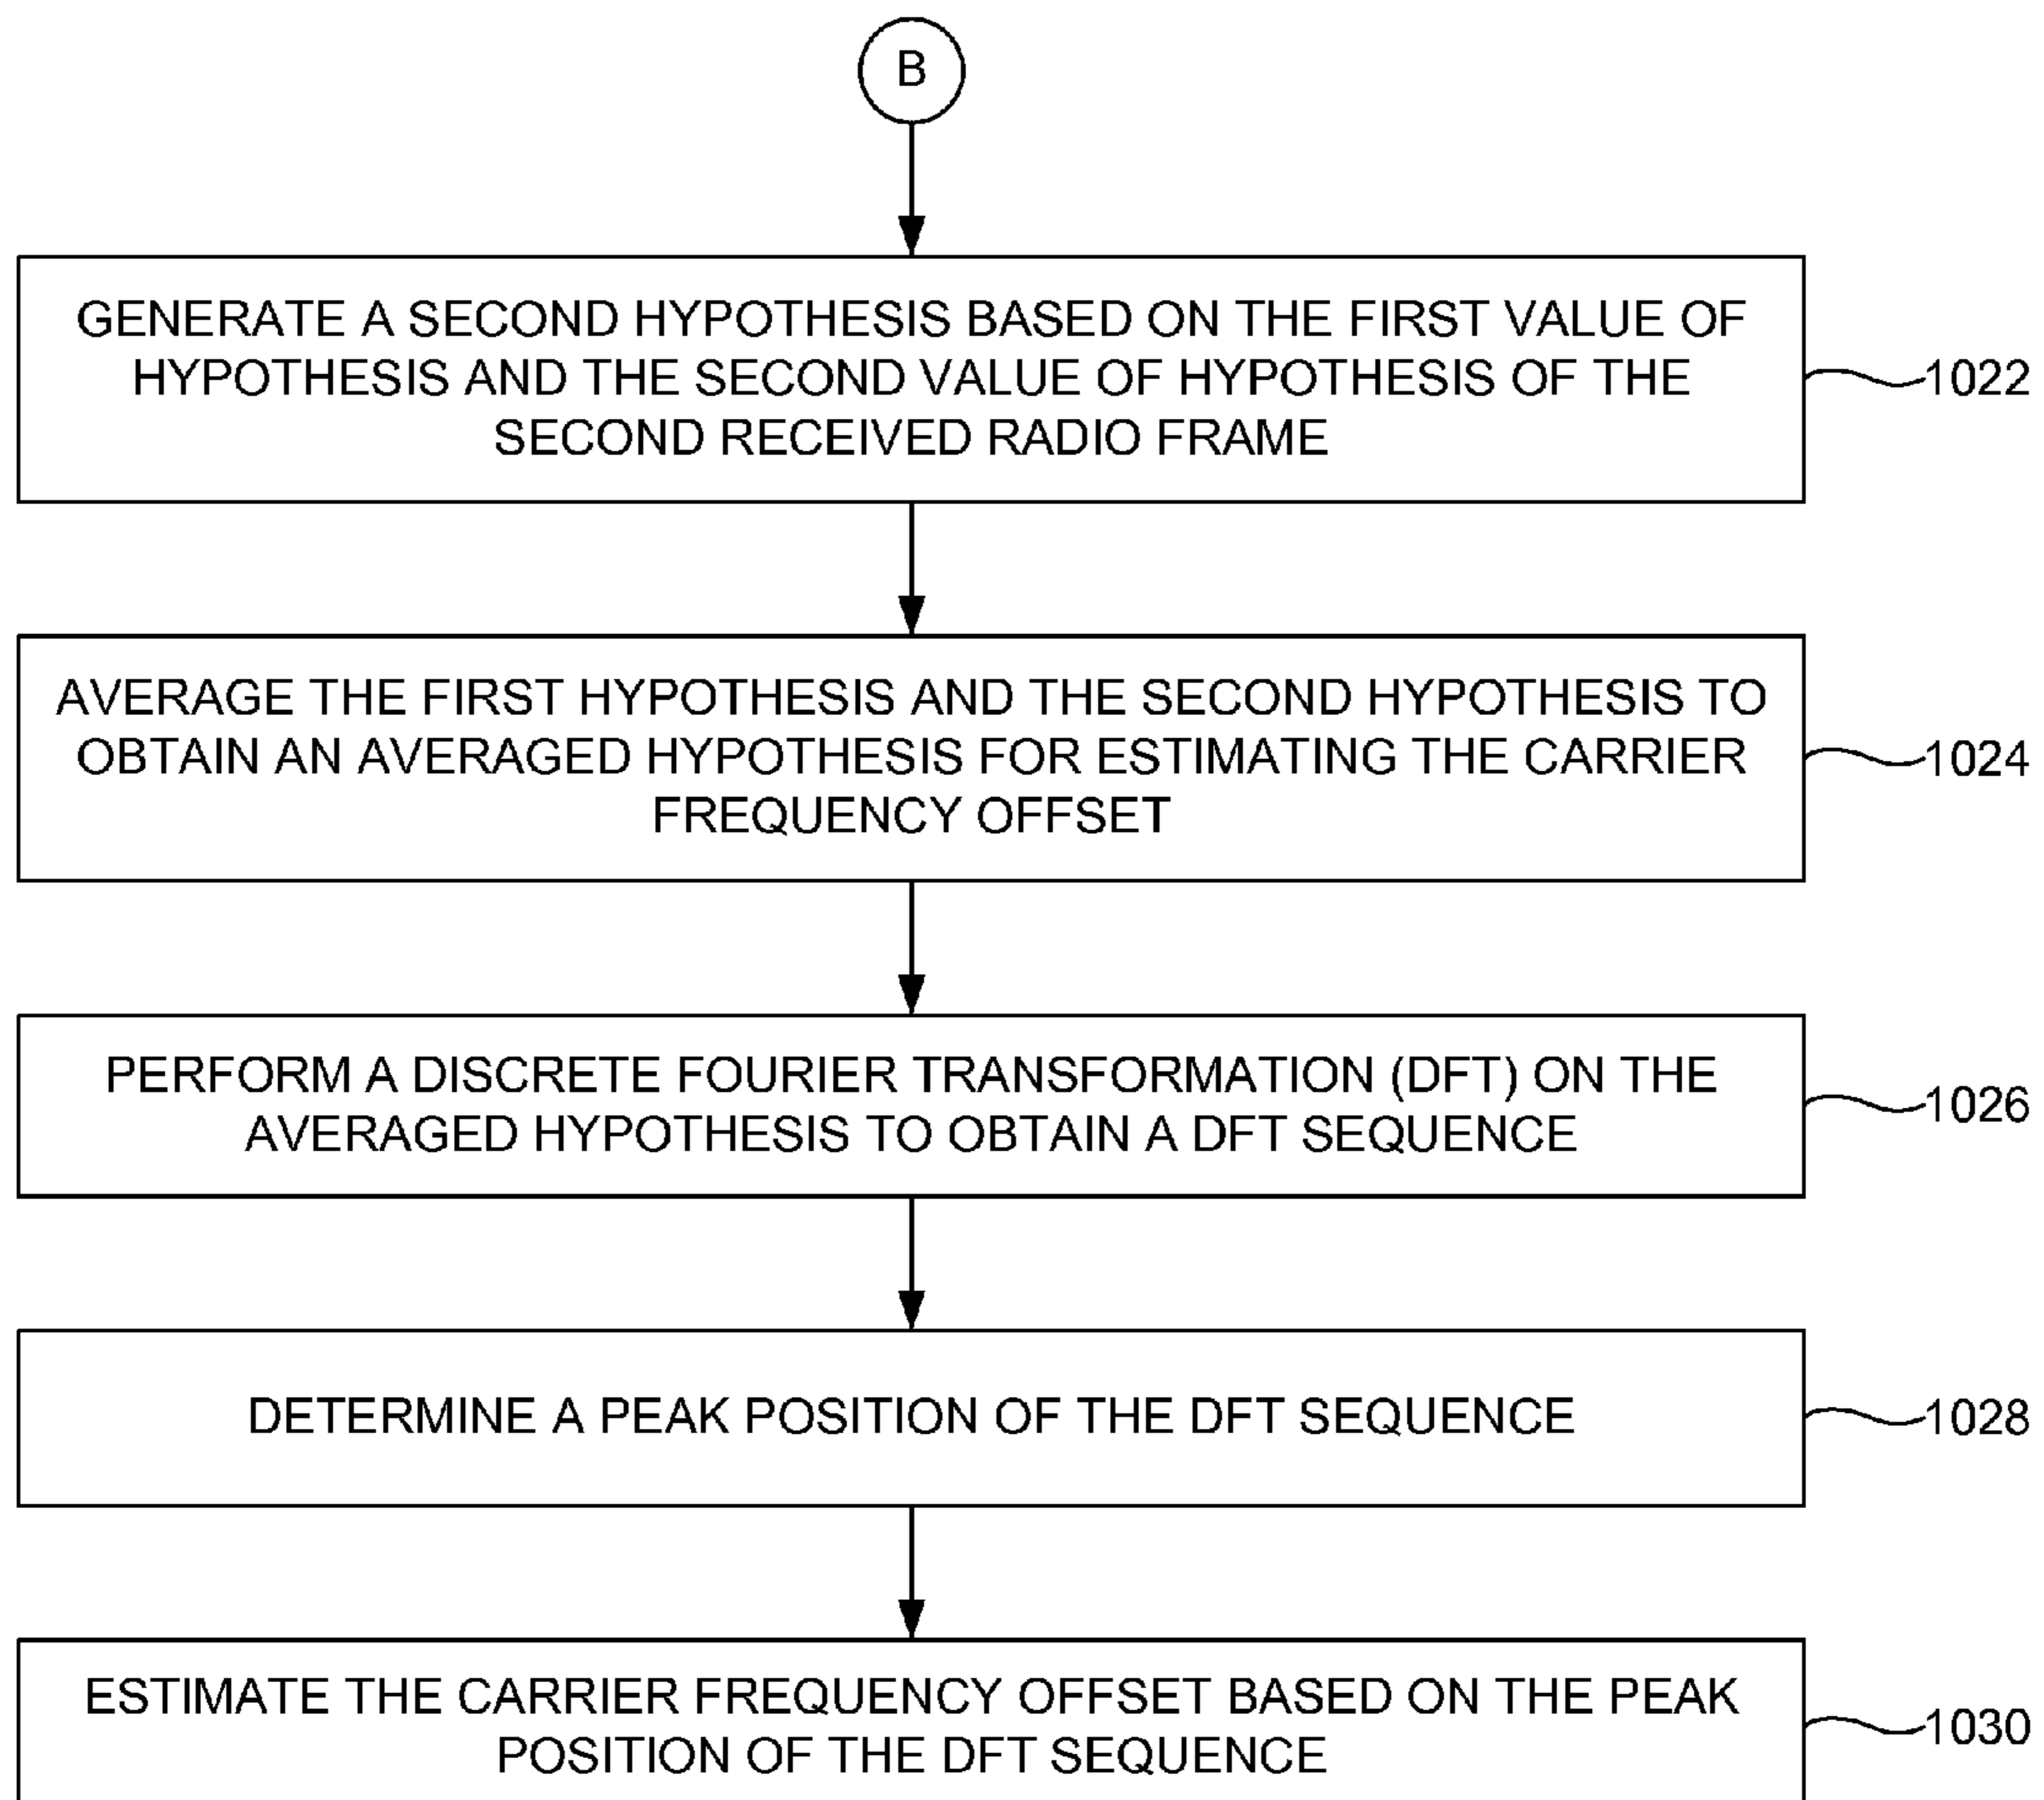 B
GENERATE A SECOND HYPOTHESIS BASED ON THE FIRST VALUE OF
HYPOTHESIS AND THE SECOND VALUE OF HYPOTHESIS OF THE
SECOND RECEIVED RADIO FRAME
1022
AVERAGE THE FIRST HYPOTHESIS AND THE SECOND HYPOTHESIS TO
OBTAIN AN AVERAGED HYPOTHESIS FOR ESTIMATING THE CARRIER
FREQUENCY OFFSET
1024
PERFORM A DISCRETE FOURIER TRANSFORMATION (DFT) ON THE
AVERAGED HYPOTHESIS TO OBTAIN A DFT SEQUENCE
1026
DETERMINE A PEAK POSITION OF THE DFT SEQUENCE
1028
ESTIMATE THE CARRIER FREQUENCY OFFSET BASED ON THE PEAK
POSITION OF THE DFT SEQUENCE
1030